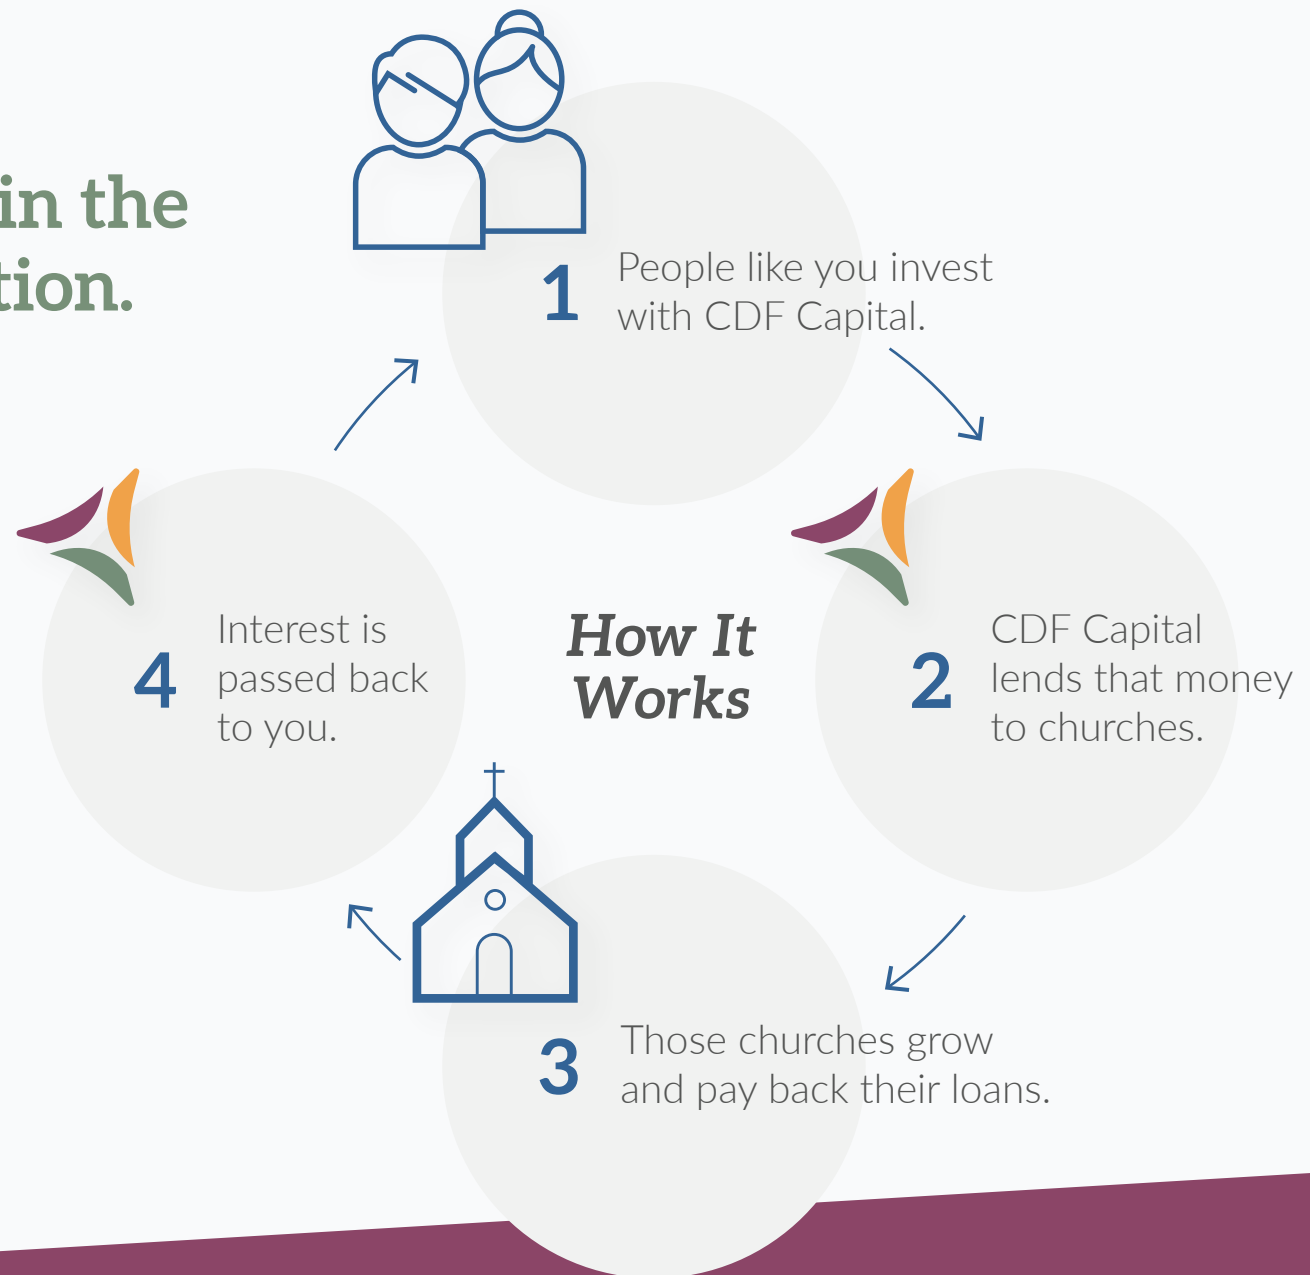 in the
tion.
1
People like you invest
with CDF Capital.
2
CDF Capital
lends that money
to churches.
How It
Works
3
Those churches grow
and pay back their loans.
4
Interest is
passed back
to you.